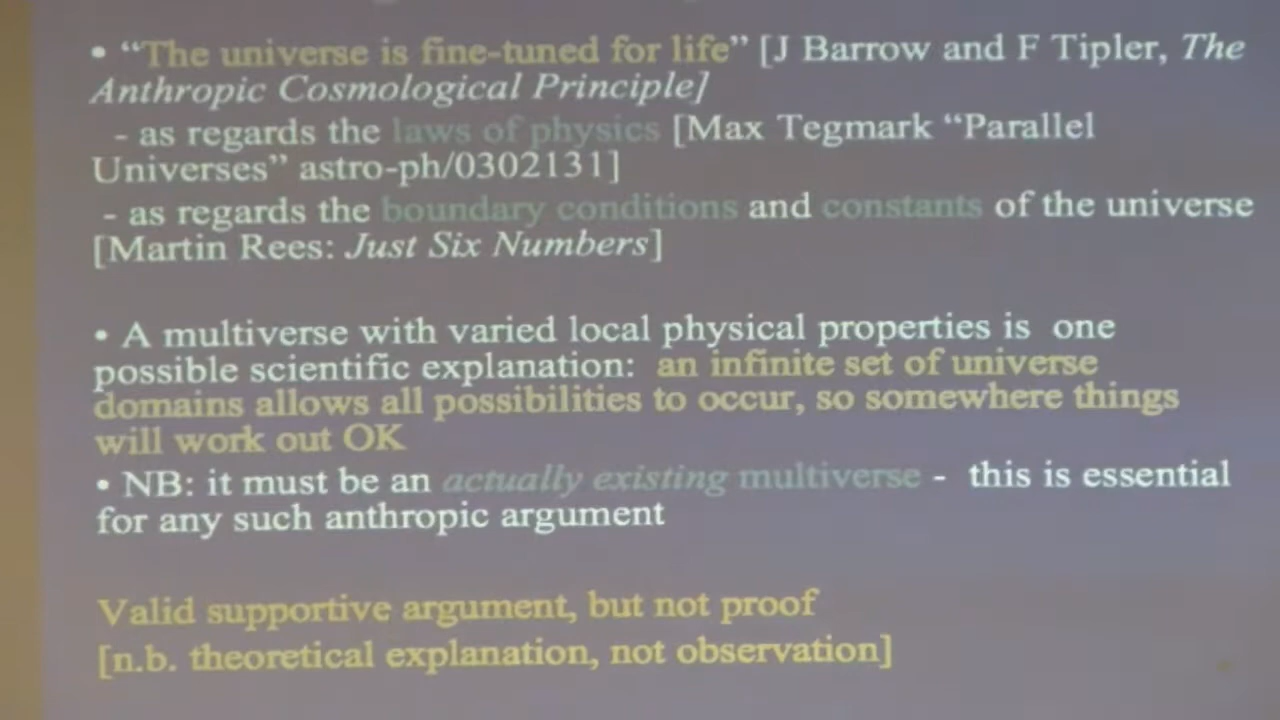 • “The universe is fine-tuned for life” [J Barrow and F Tipler, The
Anthropic Cosmological Principle]
- as regards the laws of physics [Max Tegmark “Parallel
Universes” astro-ph/0302131]
- as regards the boundary conditions and constants of the universe
[Martin Rees: Just Six Numbers]
• A multiverse with varied local physical properties is one
possible scientific explanation: an infinite set of universe
domains allows all possibilities to occur, so somewhere things
will work out OK
• NB: it must be an actually existing multiverse - this is essential
for any such anthropic argument
Valid supportive argument, but not proof
[n.b. theoretical explanation, not observation]